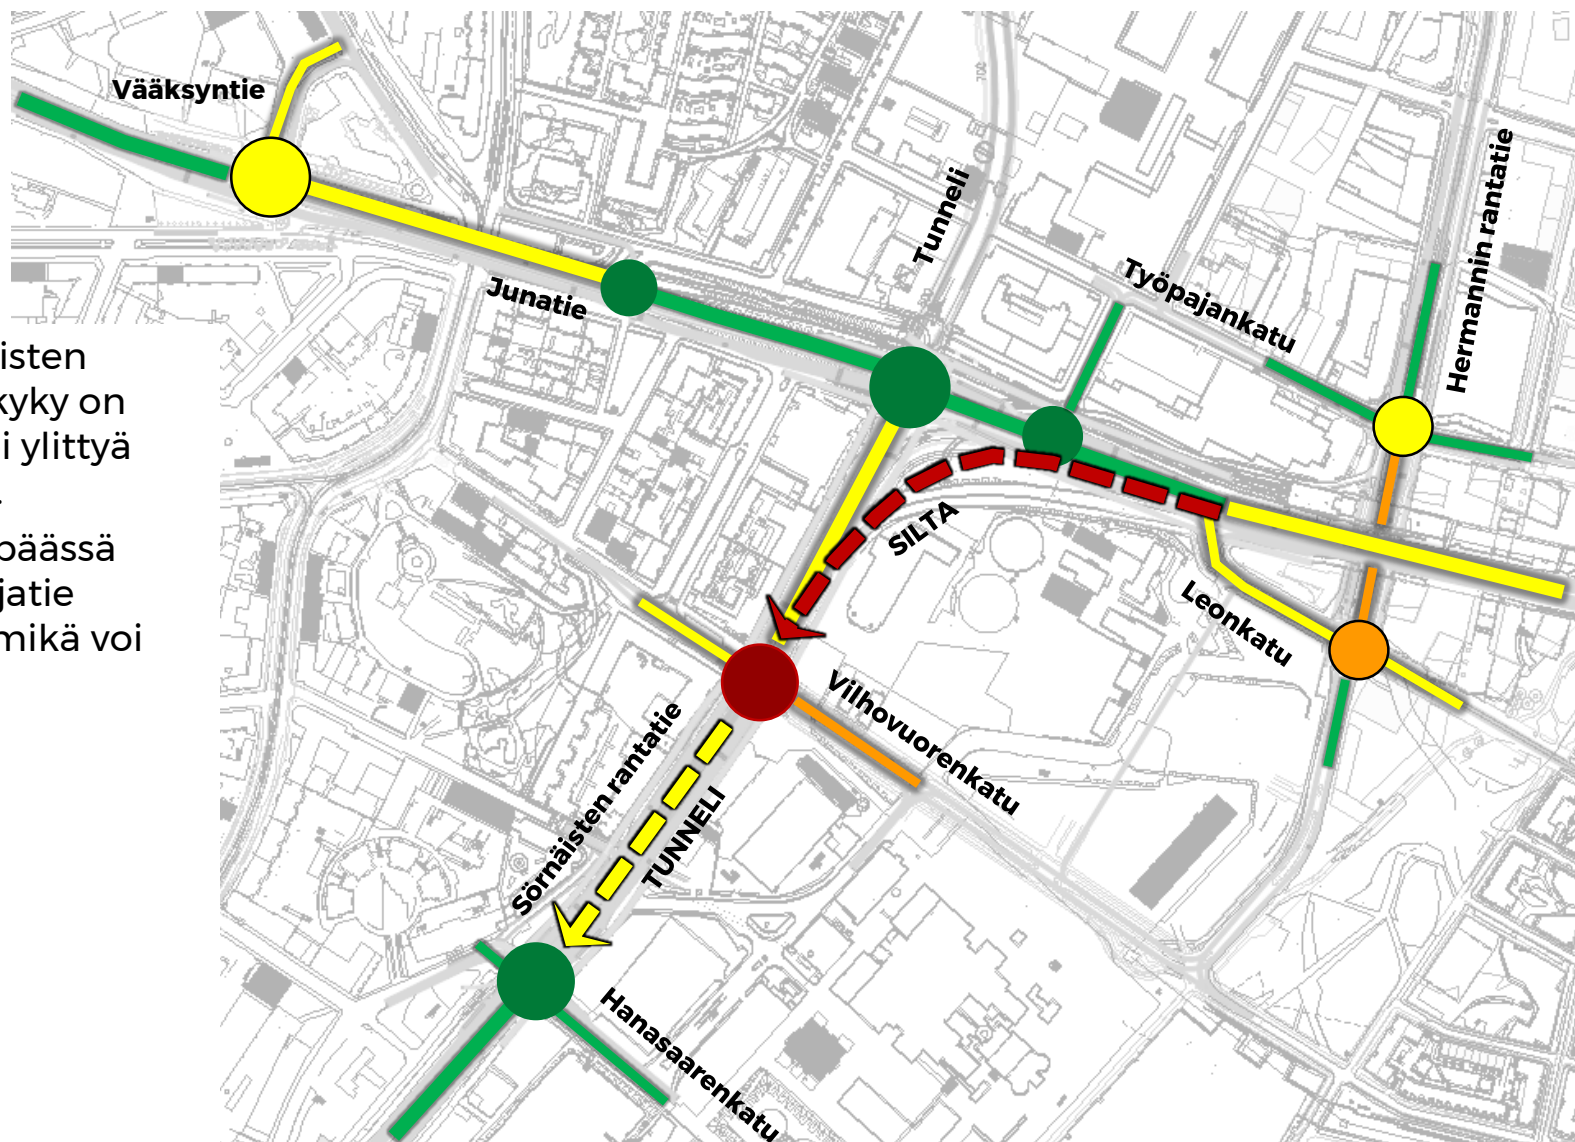 Vääksyntie
Junatie
Tunneli
Työpajankatu
Hermannin rantatie
isten
kyky on
i ylittyä
päässä
jatie
mikä voi
SILTA
Leonkatu
Vilhovuorenkatu
Sörnäisten rantatie
TUNNELI
Hanasaarenkatu